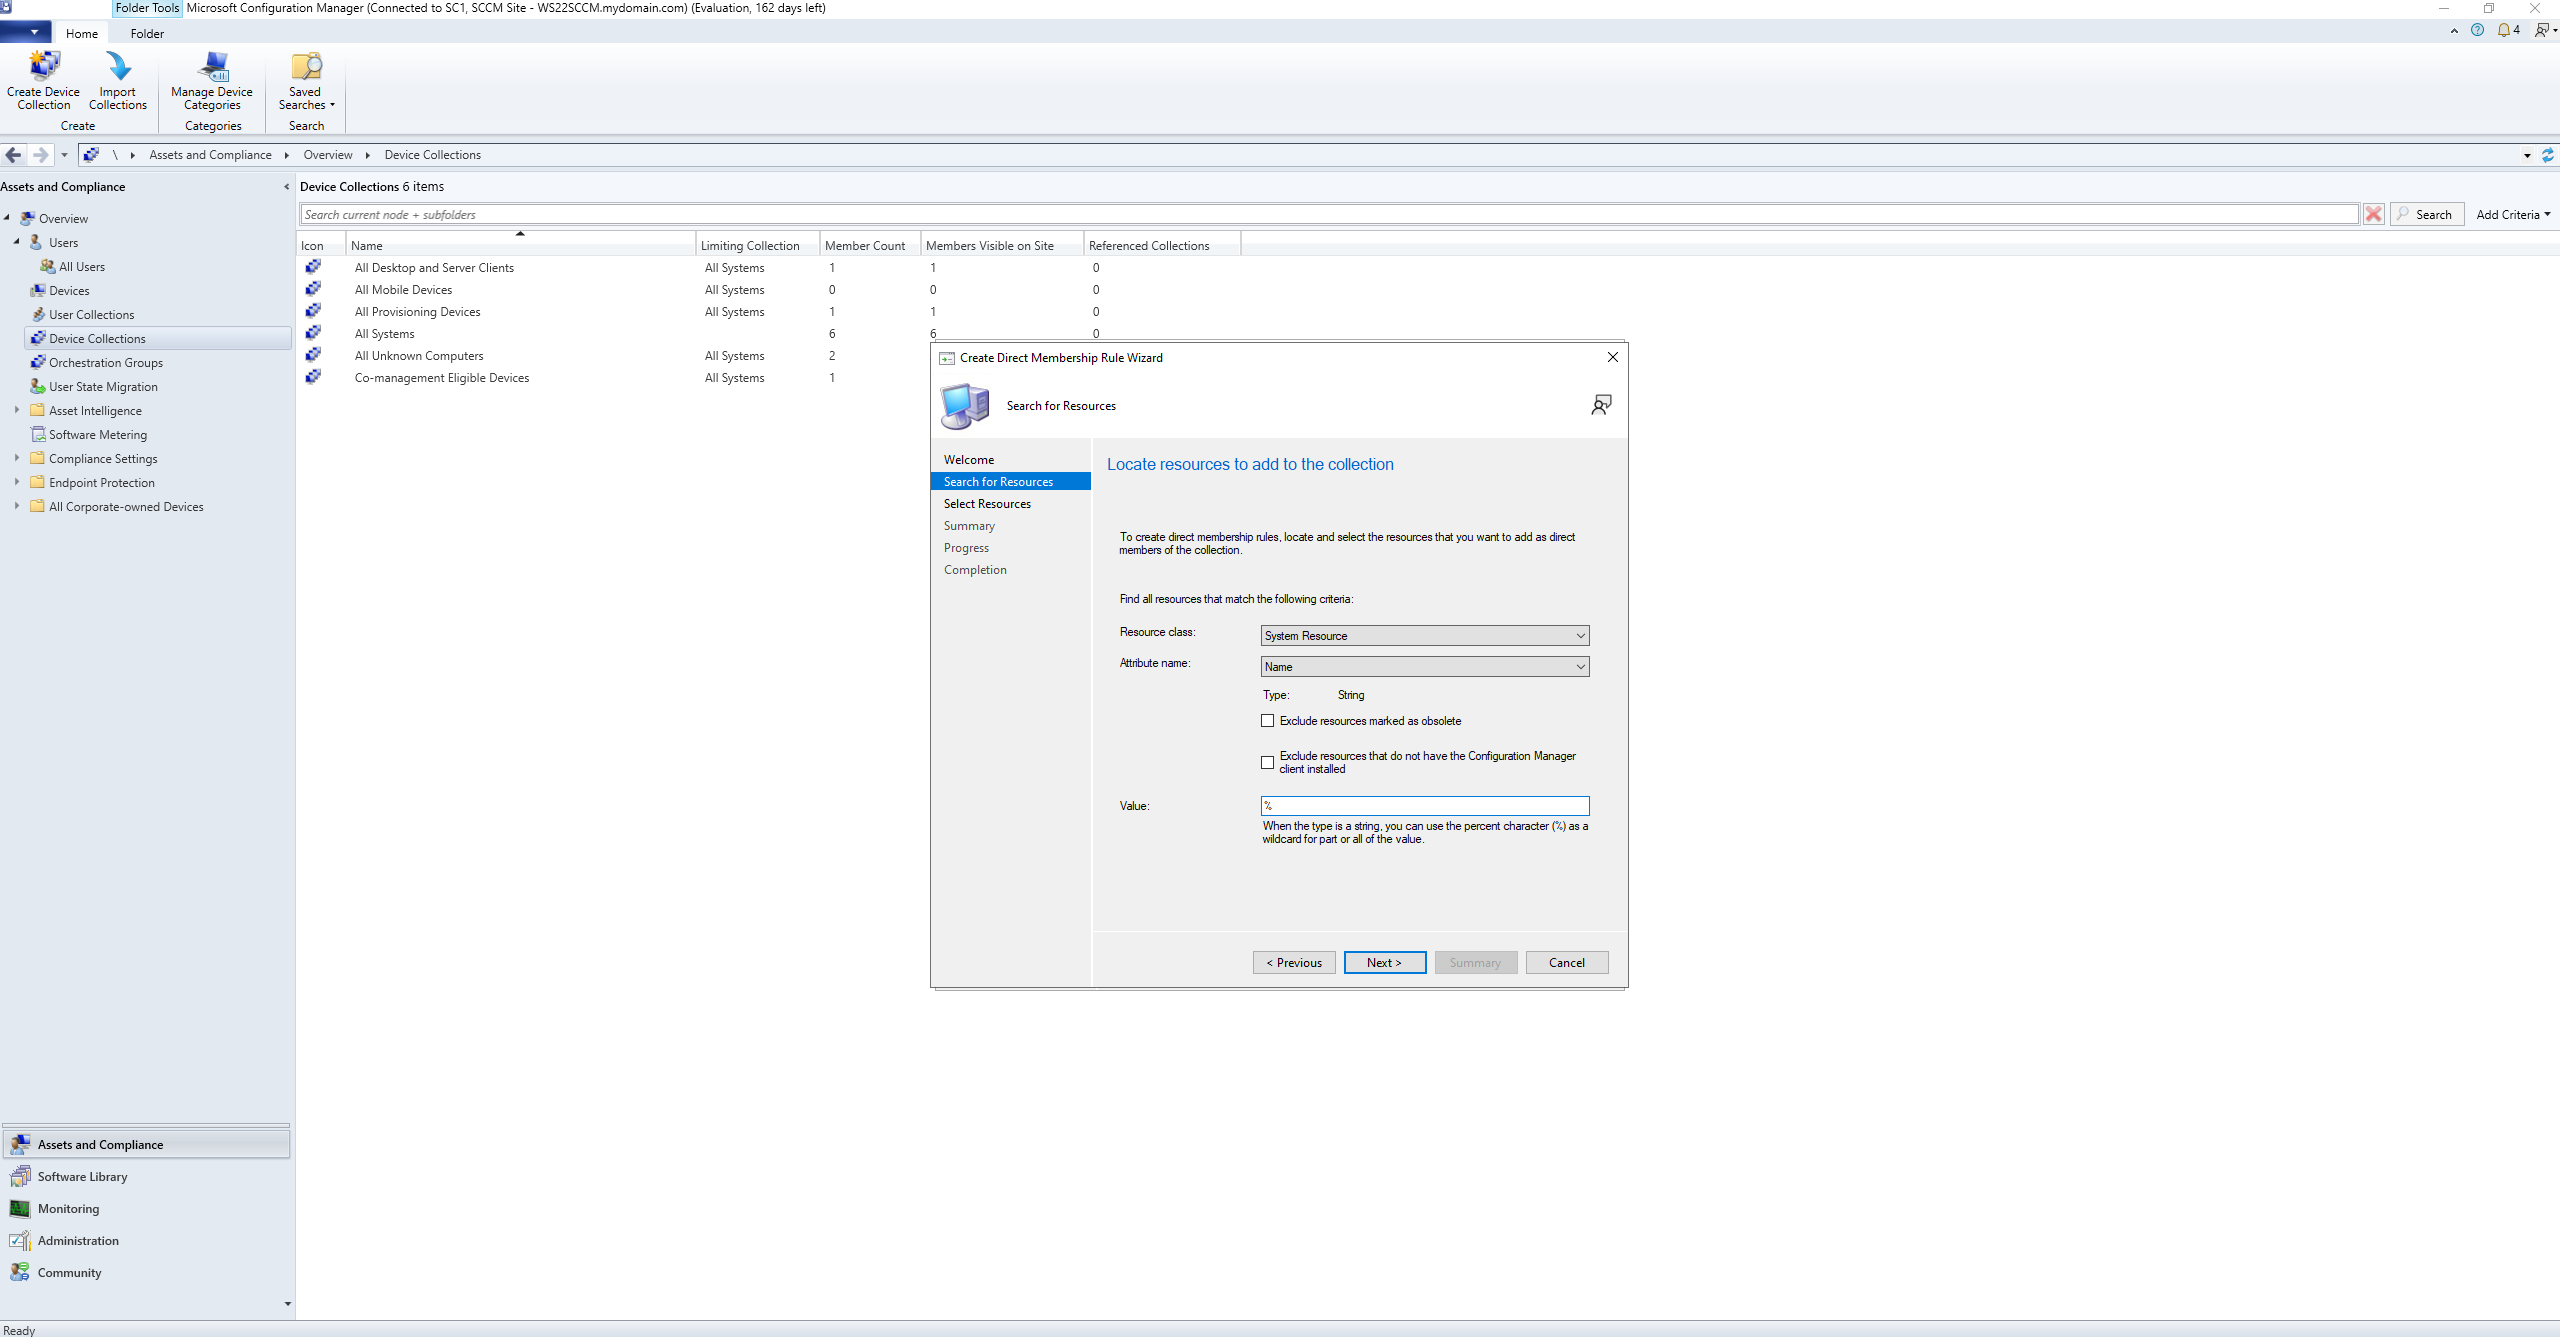 Folder Tools Microsoft Configuration Manager (Connected to SC1, SCCM Site - WS22SCCM.mydomain.com) (Evaluation, 162 days left)
Home Folder
4
Create Device Collection
Import Collections
Manage Device Categories
Saved Searches
Create Categories Search
\ Assets and Compliance Overview Device Collections
Assets and Compliance
Overview
Users
All Users
Devices
User Collections
Device Collections
Orchestration Groups
User State Migration
Asset Intelligence
Software Metering
Compliance Settings
Endpoint Protection
All Corporate-owned Devices
Assets and Compliance
Software Library
Monitoring
Administration
Community
Device Collections 6 items
Search current node + subfolders Search Add Criteria
Icon Name Limiting Collection Member Count Members Visible on Site Referenced Collections
All Desktop and Server Clients All Systems 1 1 0
All Mobile Devices All Systems 0 0 0
All Provisioning Devices All Systems 1 1 0
All Systems 6 6 0
All Unknown Computers All Systems 2
Co-management Eligible Devices All Systems 1
Create Direct Membership Rule Wizard
Search for Resources
Welcome
Search for Resources
Select Resources
Summary
Progress
Completion
Locate resources to add to the collection
To create direct membership rules, locate and select the resources that you want to add as direct
members of the collection.
Find all resources that match the following criteria:
Resource class: System Resource
Attribute name: Name
Type: String
Exclude resources marked as obsolete
Exclude resources that do not have the Configuration Manager
client installed
Value: %
When the type is a string, you can use the percent character (%) as a
wildcard for part or all of the value.
< Previous Next > Summary Cancel
Ready